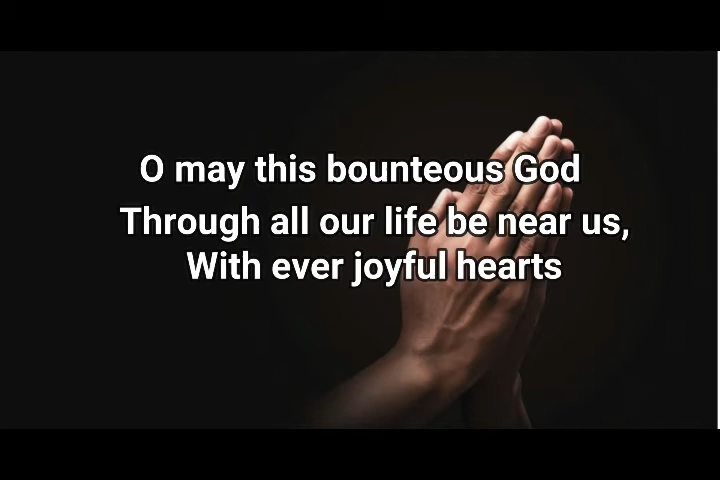 O may this bounteous God
Through all our life be near us,
With ever joyful hearts